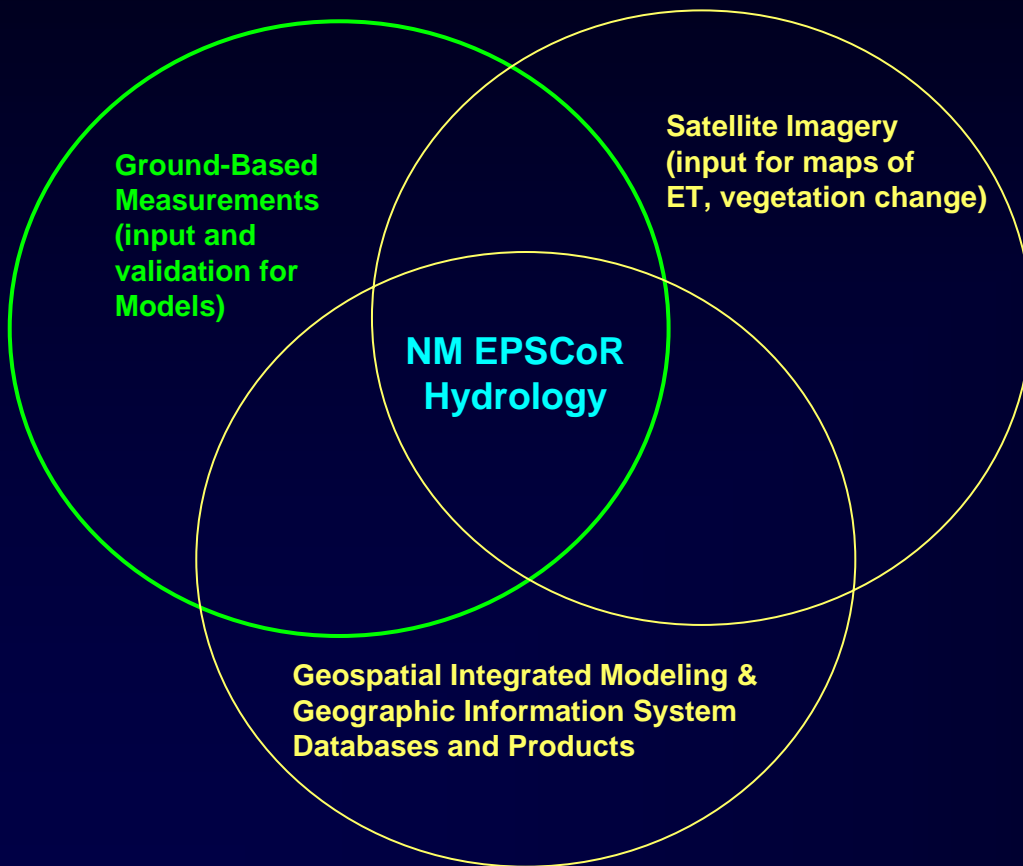 Ground-Based
Measurements
(input and
validation for
Models)
Satellite Imagery
(input for maps of
ET, vegetation change)
NM EPSCoR
Hydrology
Geospatial Integrated Modeling &
Geographic Information System
Databases and Products